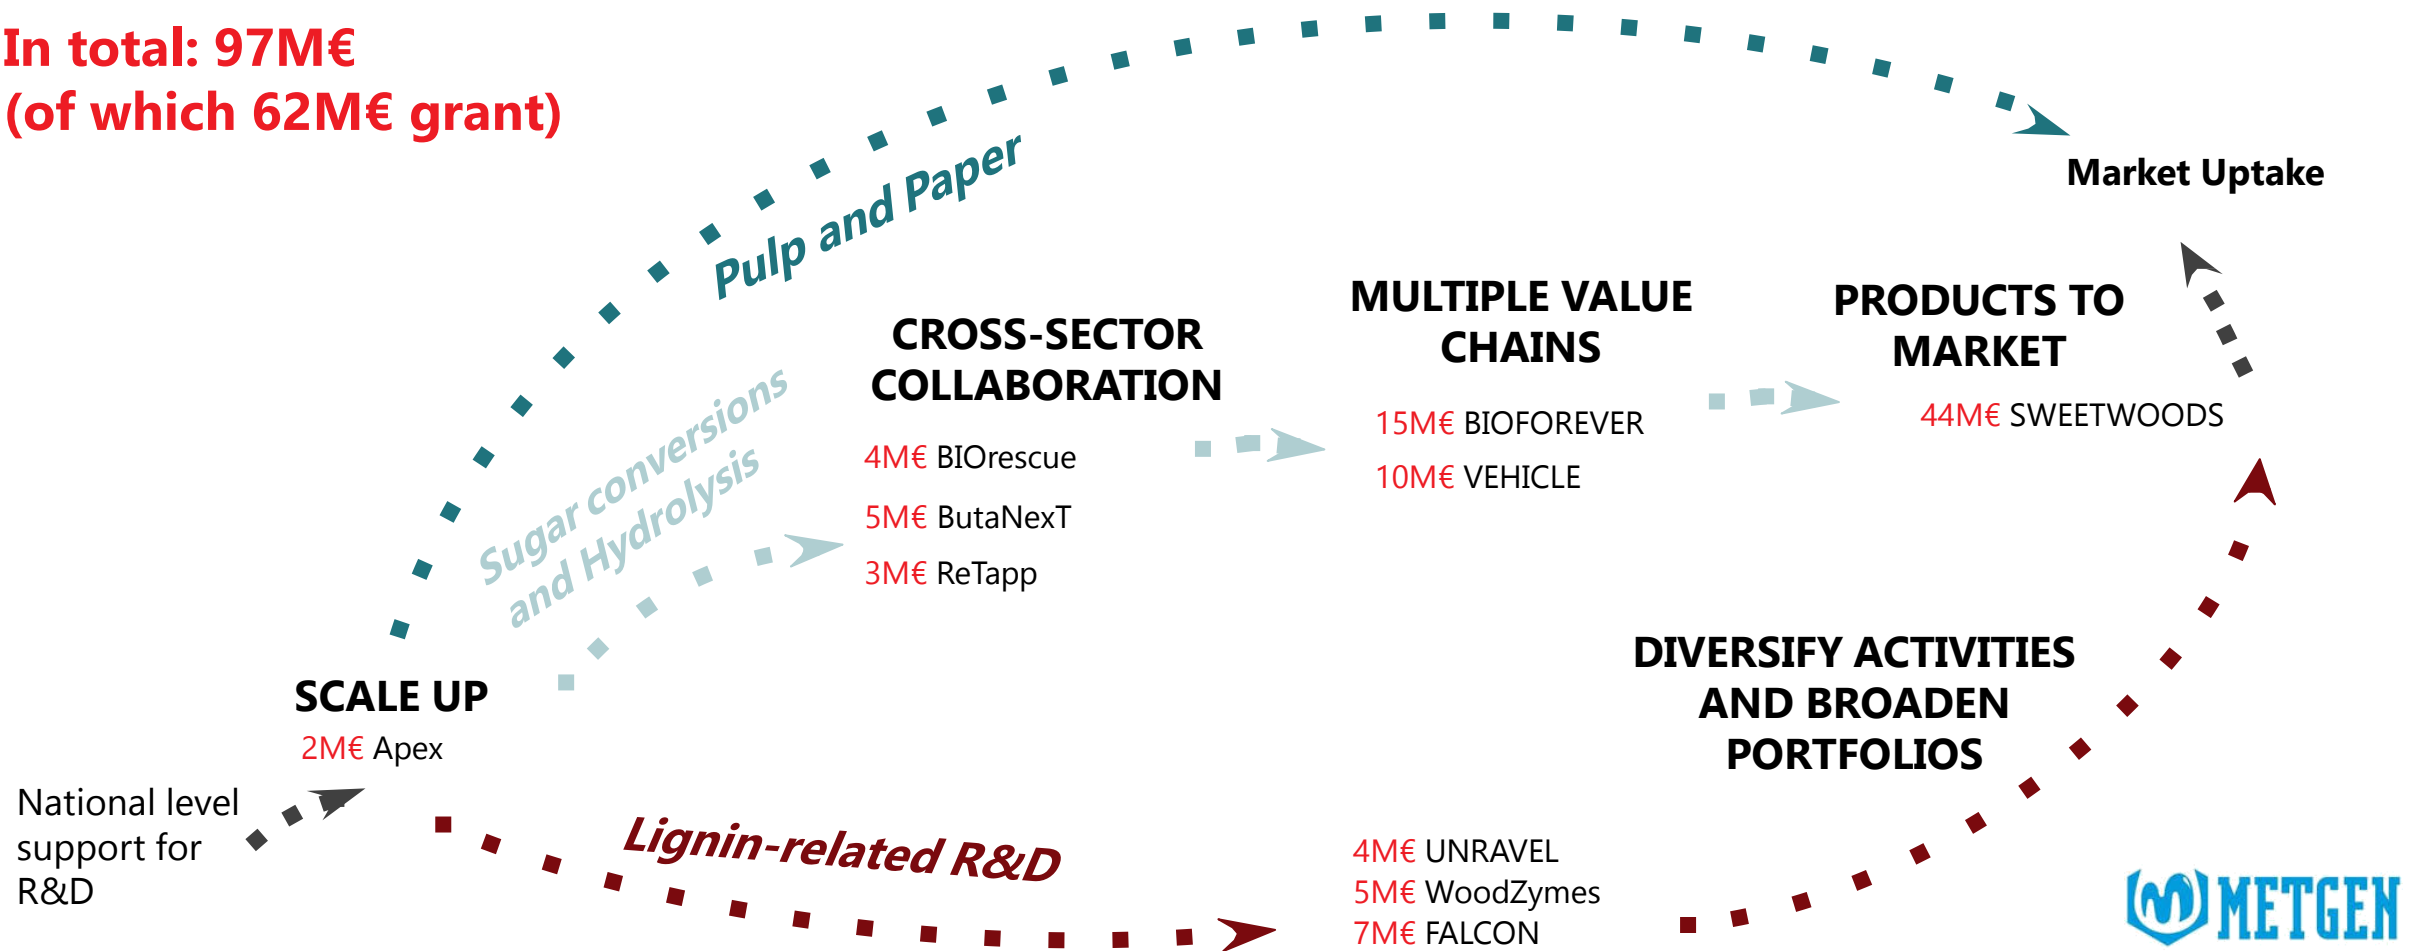 In total: 97M€
(of which 62M€ grant)
Pulp and Paper
Market Uptake
Sugar conversions
and Hydrolysis
CROSS-SECTOR
COLLABORATION
4M€ BIOrescue
5M€ ButaNexT
3M€ ReTapp
MULTIPLE VALUE
CHAINS
15M€ BIOFOREVER
10M€ VEHICLE
PRODUCTS TO
MARKET
44M€ SWEETWOODS
SCALE UP
2M€ Apex
National level
support for
R&D
Lignin-related R&D
DIVERSIFY ACTIVITIES
AND BROADEN
PORTFOLIOS
4M€ UNRAVEL
5M€ WoodZymes
7M€ FALCON
METGEN